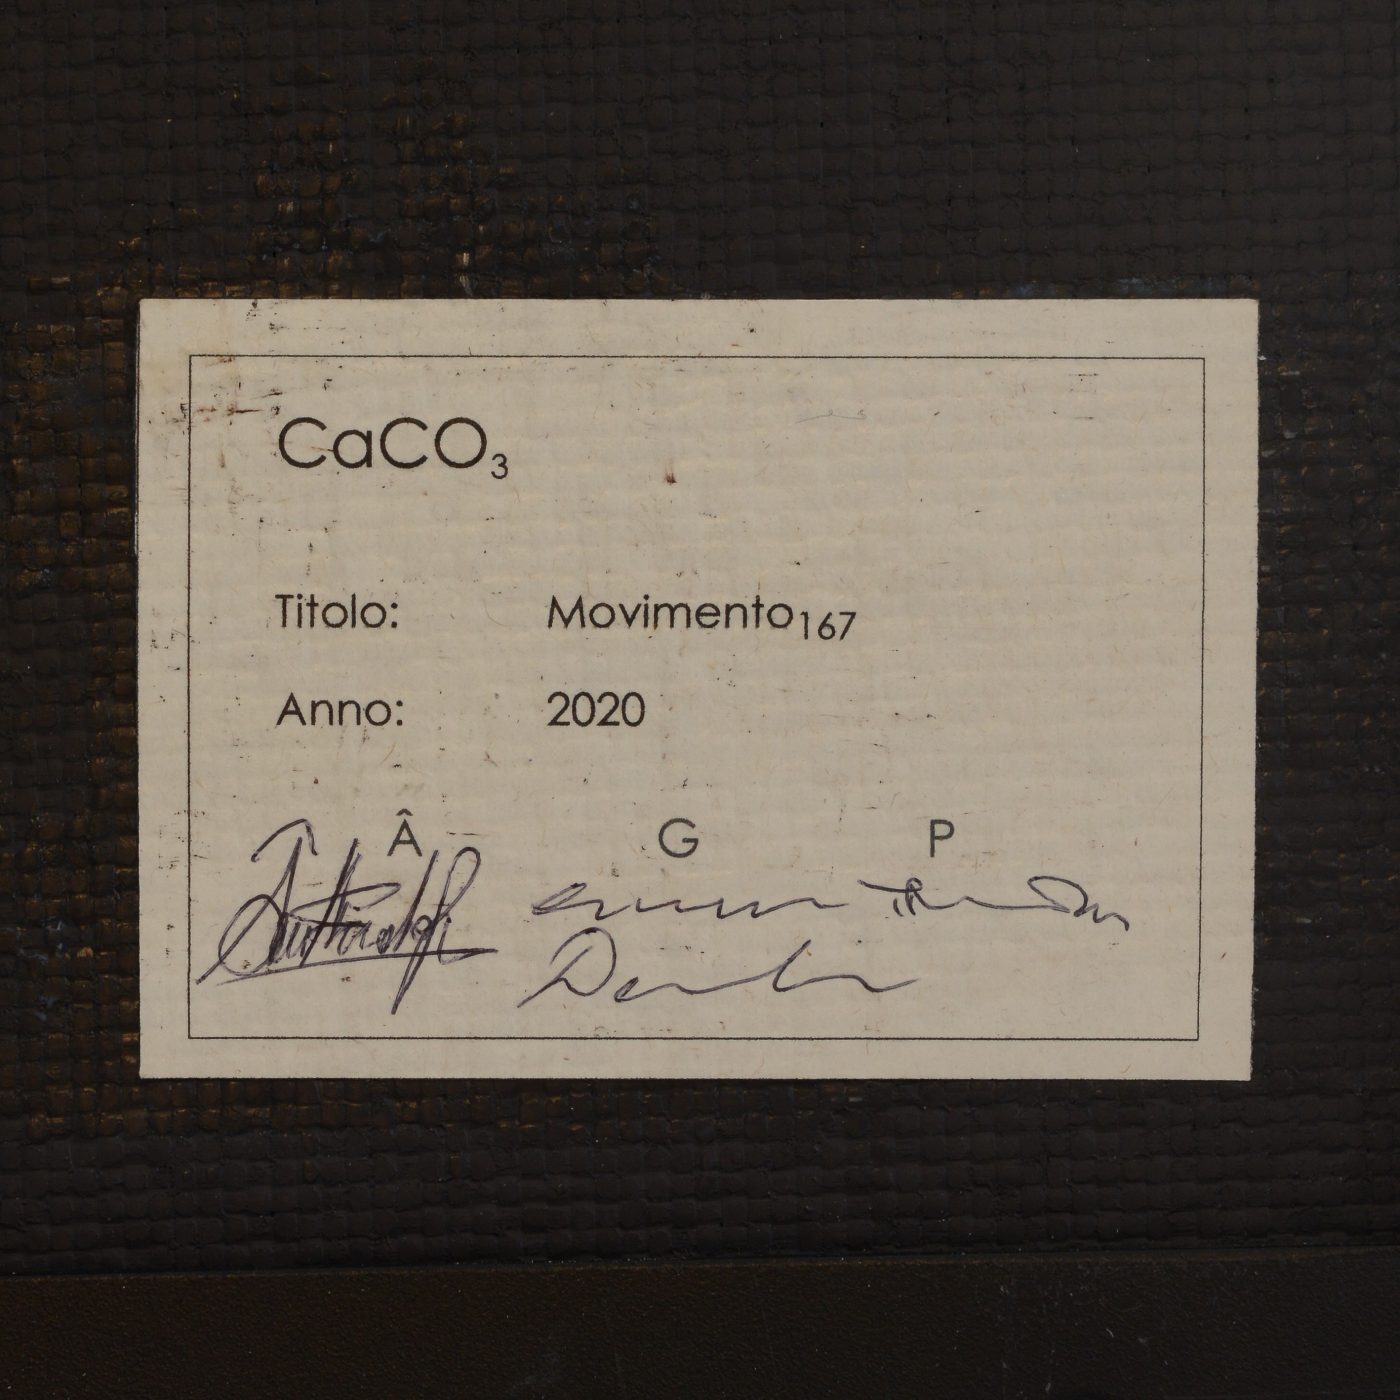 CaCO₃
Titolo: Movimento₁₆₇
Anno: 2020
Â G P